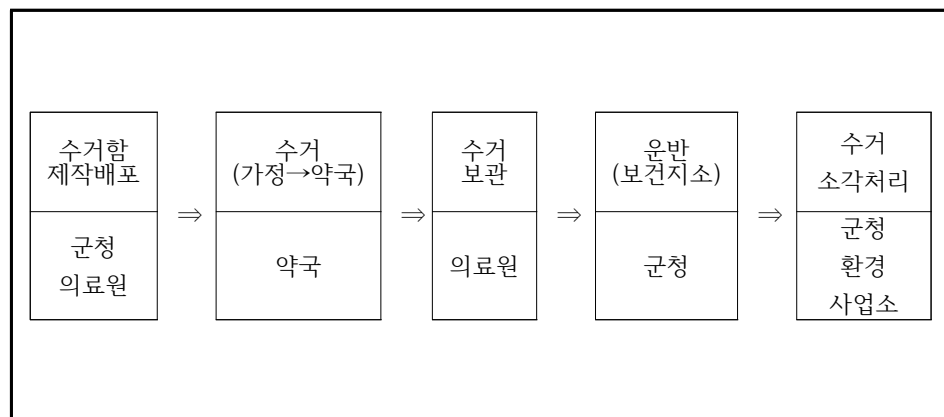 수거함
제작배포
군청
의료원
⇒
수거
(가정→약국)
약국
⇒
수거
보관
의료원
⇒
운반
(보건지소)
군청
⇒
수거
소각처리
군청
환경
사업소